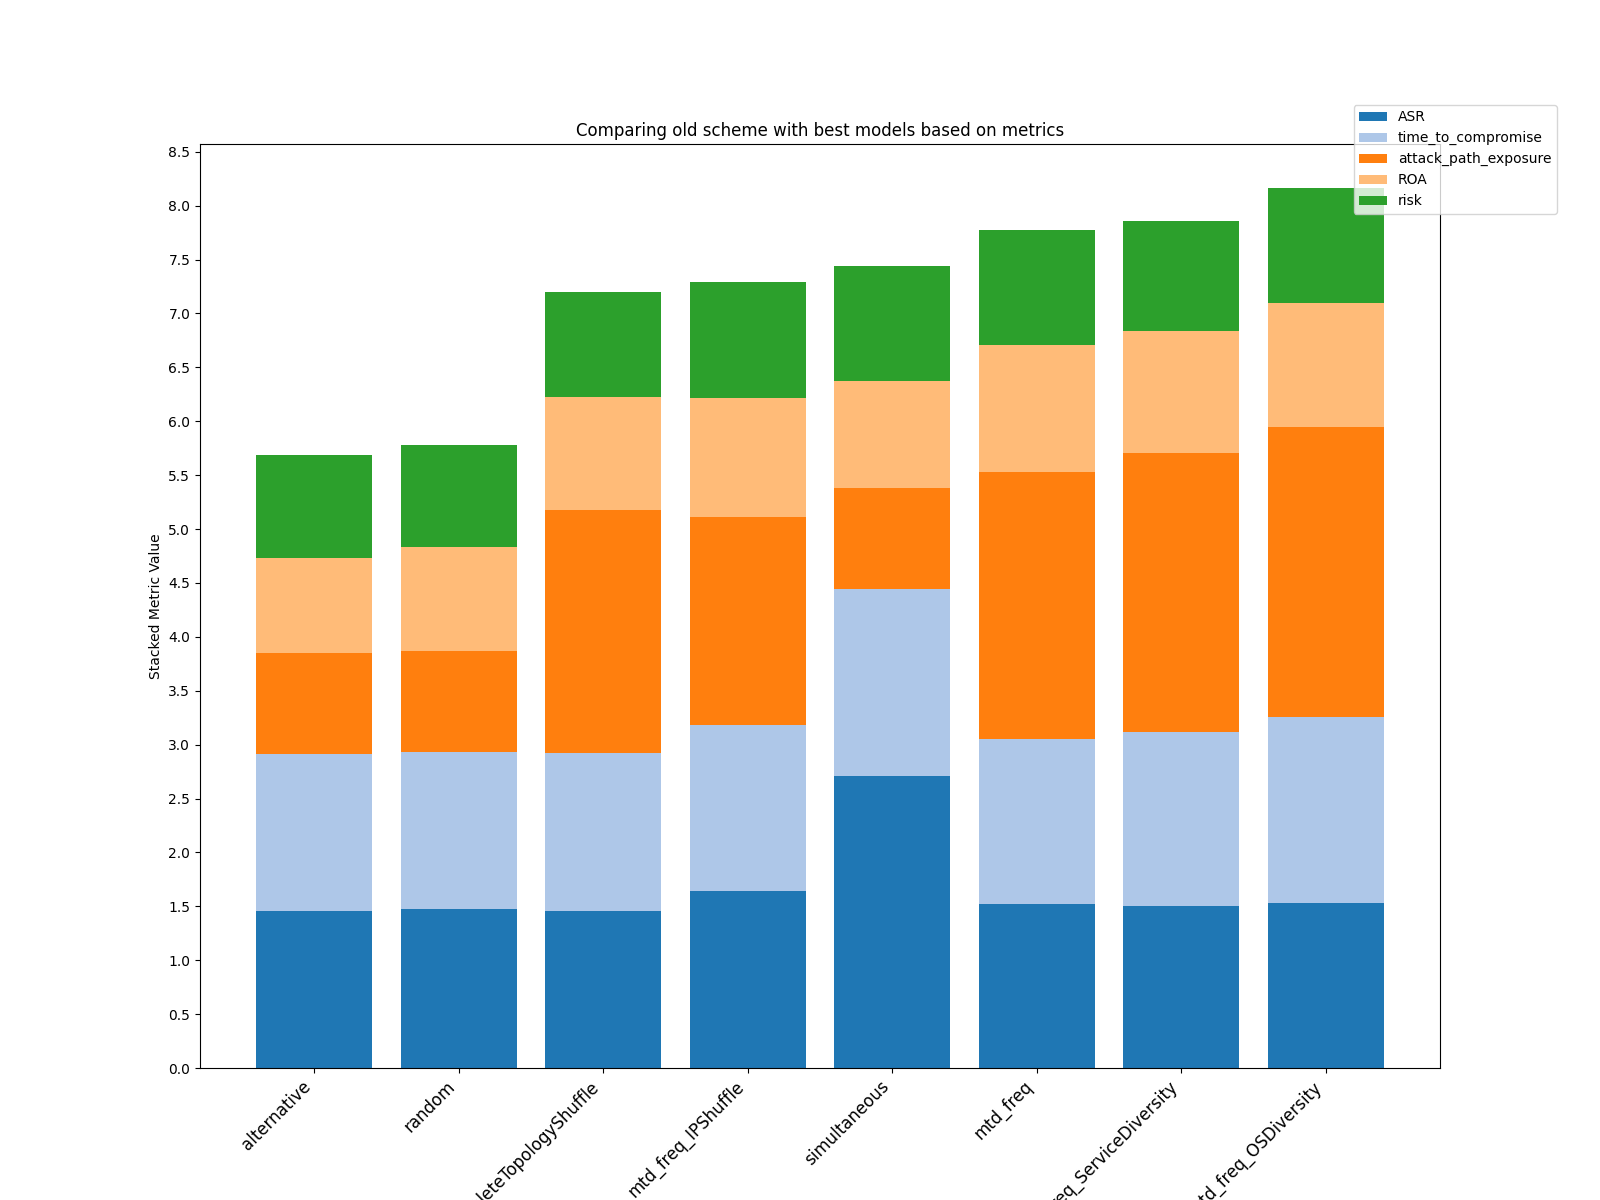 Comparing old scheme with best models based on metrics
ASR
time_to_compromise
attack_path_exposure
ROA
risk
Stacked Metric Value
8.5
8.0
7.5
7.0
6.5
6.0
5.5
5.0
4.5
4.0
3.5
3.0
2.5
2.0
1.5
1.0
0.5
0.0
alternative
random
leteTopologyShuffle
mtd_freq_IPShuffle
simultaneous
mtd_freq
req_ServiceDiversity
td_freq_OSDiversity